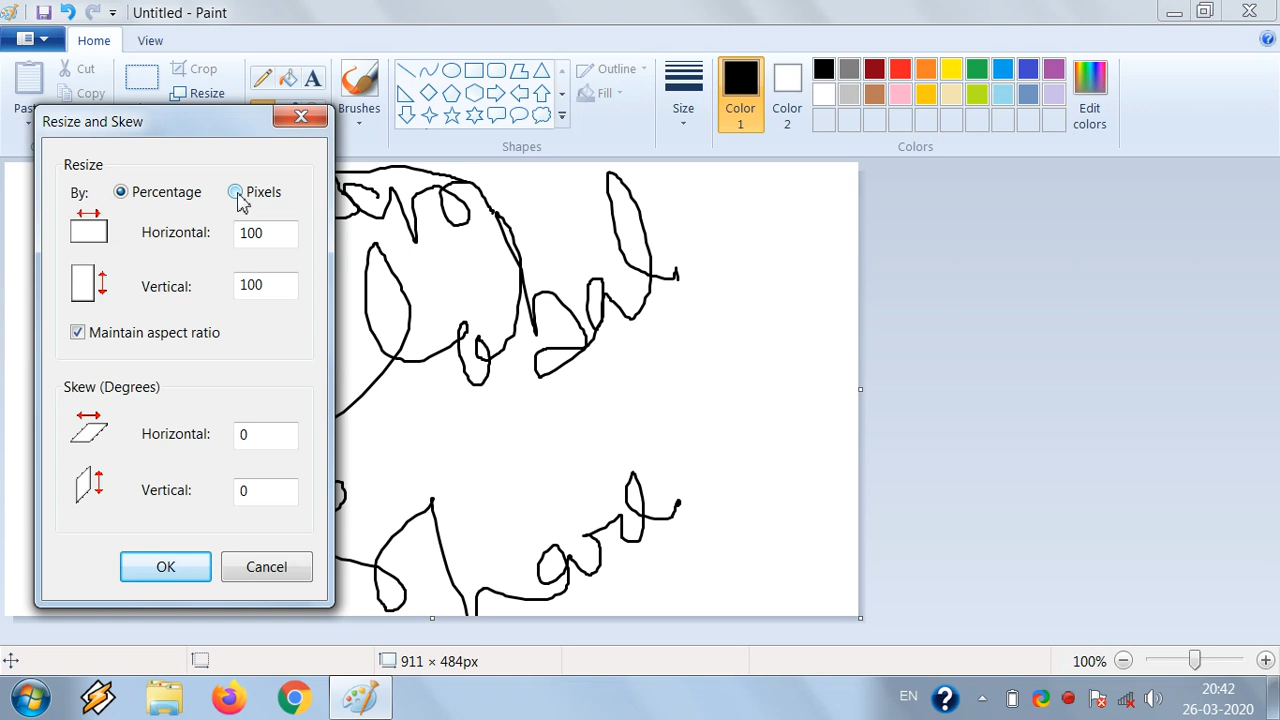 Untitled - Paint
Home View
Cut
Copy
Crop
Resize
Brushes
Outline
Fill
Shapes
Size
Color 1
Color 2
Edit colors
Colors
Resize and Skew
Resize
By: Percentage Pixels
Horizontal: 100
Vertical: 100
Maintain aspect ratio
Skew (Degrees)
Horizontal: 0
Vertical: 0
OK Cancel
911 × 484px
100%
EN
20:42
26-03-2020